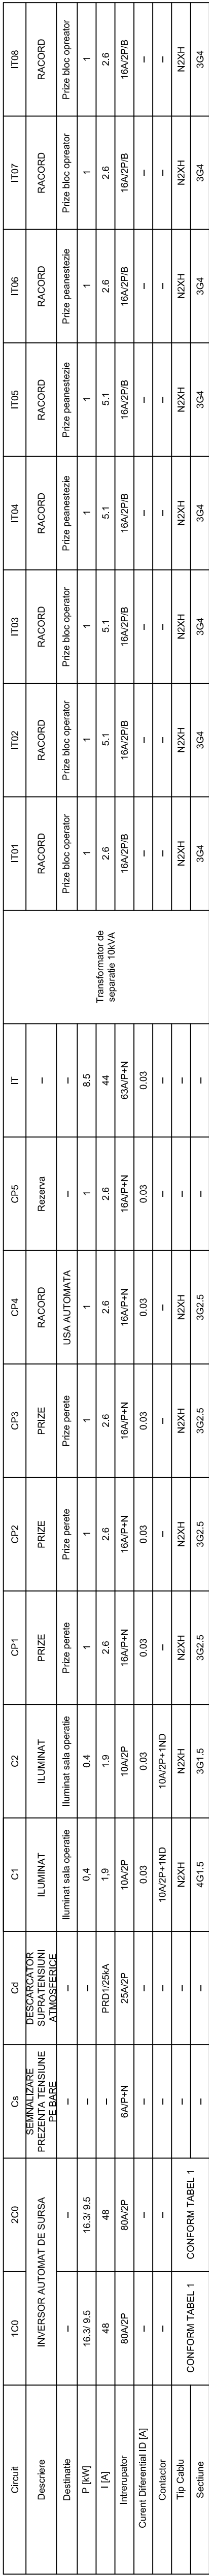 Circuit 1C0 2C0 Cs Cd C1 C2 CP1 CP2 CP3 CP4 CP5 IT IT01 IT02 IT03 IT04 IT05 IT06 IT07 IT08
Descriere INVERSOR AUTOMAT DE SURSA SEMNALIZARE PREZENTA TENSIUNE PE BARE DESCARCATOR SUPRATENSIUNI ATMOSFERICE ILUMINAT ILUMINAT PRIZE PRIZE PRIZE RACORD Rezerva – Transformator de separatie 10kVA RACORD RACORD RACORD RACORD RACORD RACORD RACORD RACORD
Destinatie – – – – Iluminat sala operatie Iluminat sala operatie Prize perete Prize perete Prize perete USA AUTOMATA – – Prize bloc operator Prize bloc operator Prize bloc operator Prize peanestezie Prize peanestezie Prize peanestezie Prize bloc opreator Prize bloc opreator
P [kW] 16.3/ 9.5 16.3/ 9.5 – – 0,4 0.4 1 1 1 1 1 8.5 1 1 1 1 1 1 1 1
I [A] 48 48 – PRD1/25kA 1,9 1.9 2.6 2.6 2.6 2.6 2.6 44 2.6 5.1 5.1 5.1 5.1 2.6 2.6 2.6
Intrerupator 80A/2P 80A/2P 6A/P+N 25A/2P 10A/2P 10A/2P 16A/P+N 16A/P+N 16A/P+N 16A/P+N 16A/P+N 63A/P+N 16A/2P/B 16A/2P/B 16A/2P/B 16A/2P/B 16A/2P/B 16A/2P/B 16A/2P/B 16A/2P/B
Curent Diferential ID [A] – – – – 0.03 0.03 0.03 0.03 0.03 0.03 0.03 0.03 – – – – – – – –
Contactor – – – – 10A/2P+1ND 10A/2P+1ND – – – – – – – – – – – – – –
Tip Cablu CONFORM TABEL 1 CONFORM TABEL 1 – – N2XH N2XH N2XH N2XH N2XH N2XH – – N2XH N2XH N2XH N2XH N2XH N2XH N2XH N2XH
Sectiune – – 4G1.5 3G1.5 3G2.5 3G2.5 3G2.5 3G2.5 – – 3G4 3G4 3G4 3G4 3G4 3G4 3G4 3G4